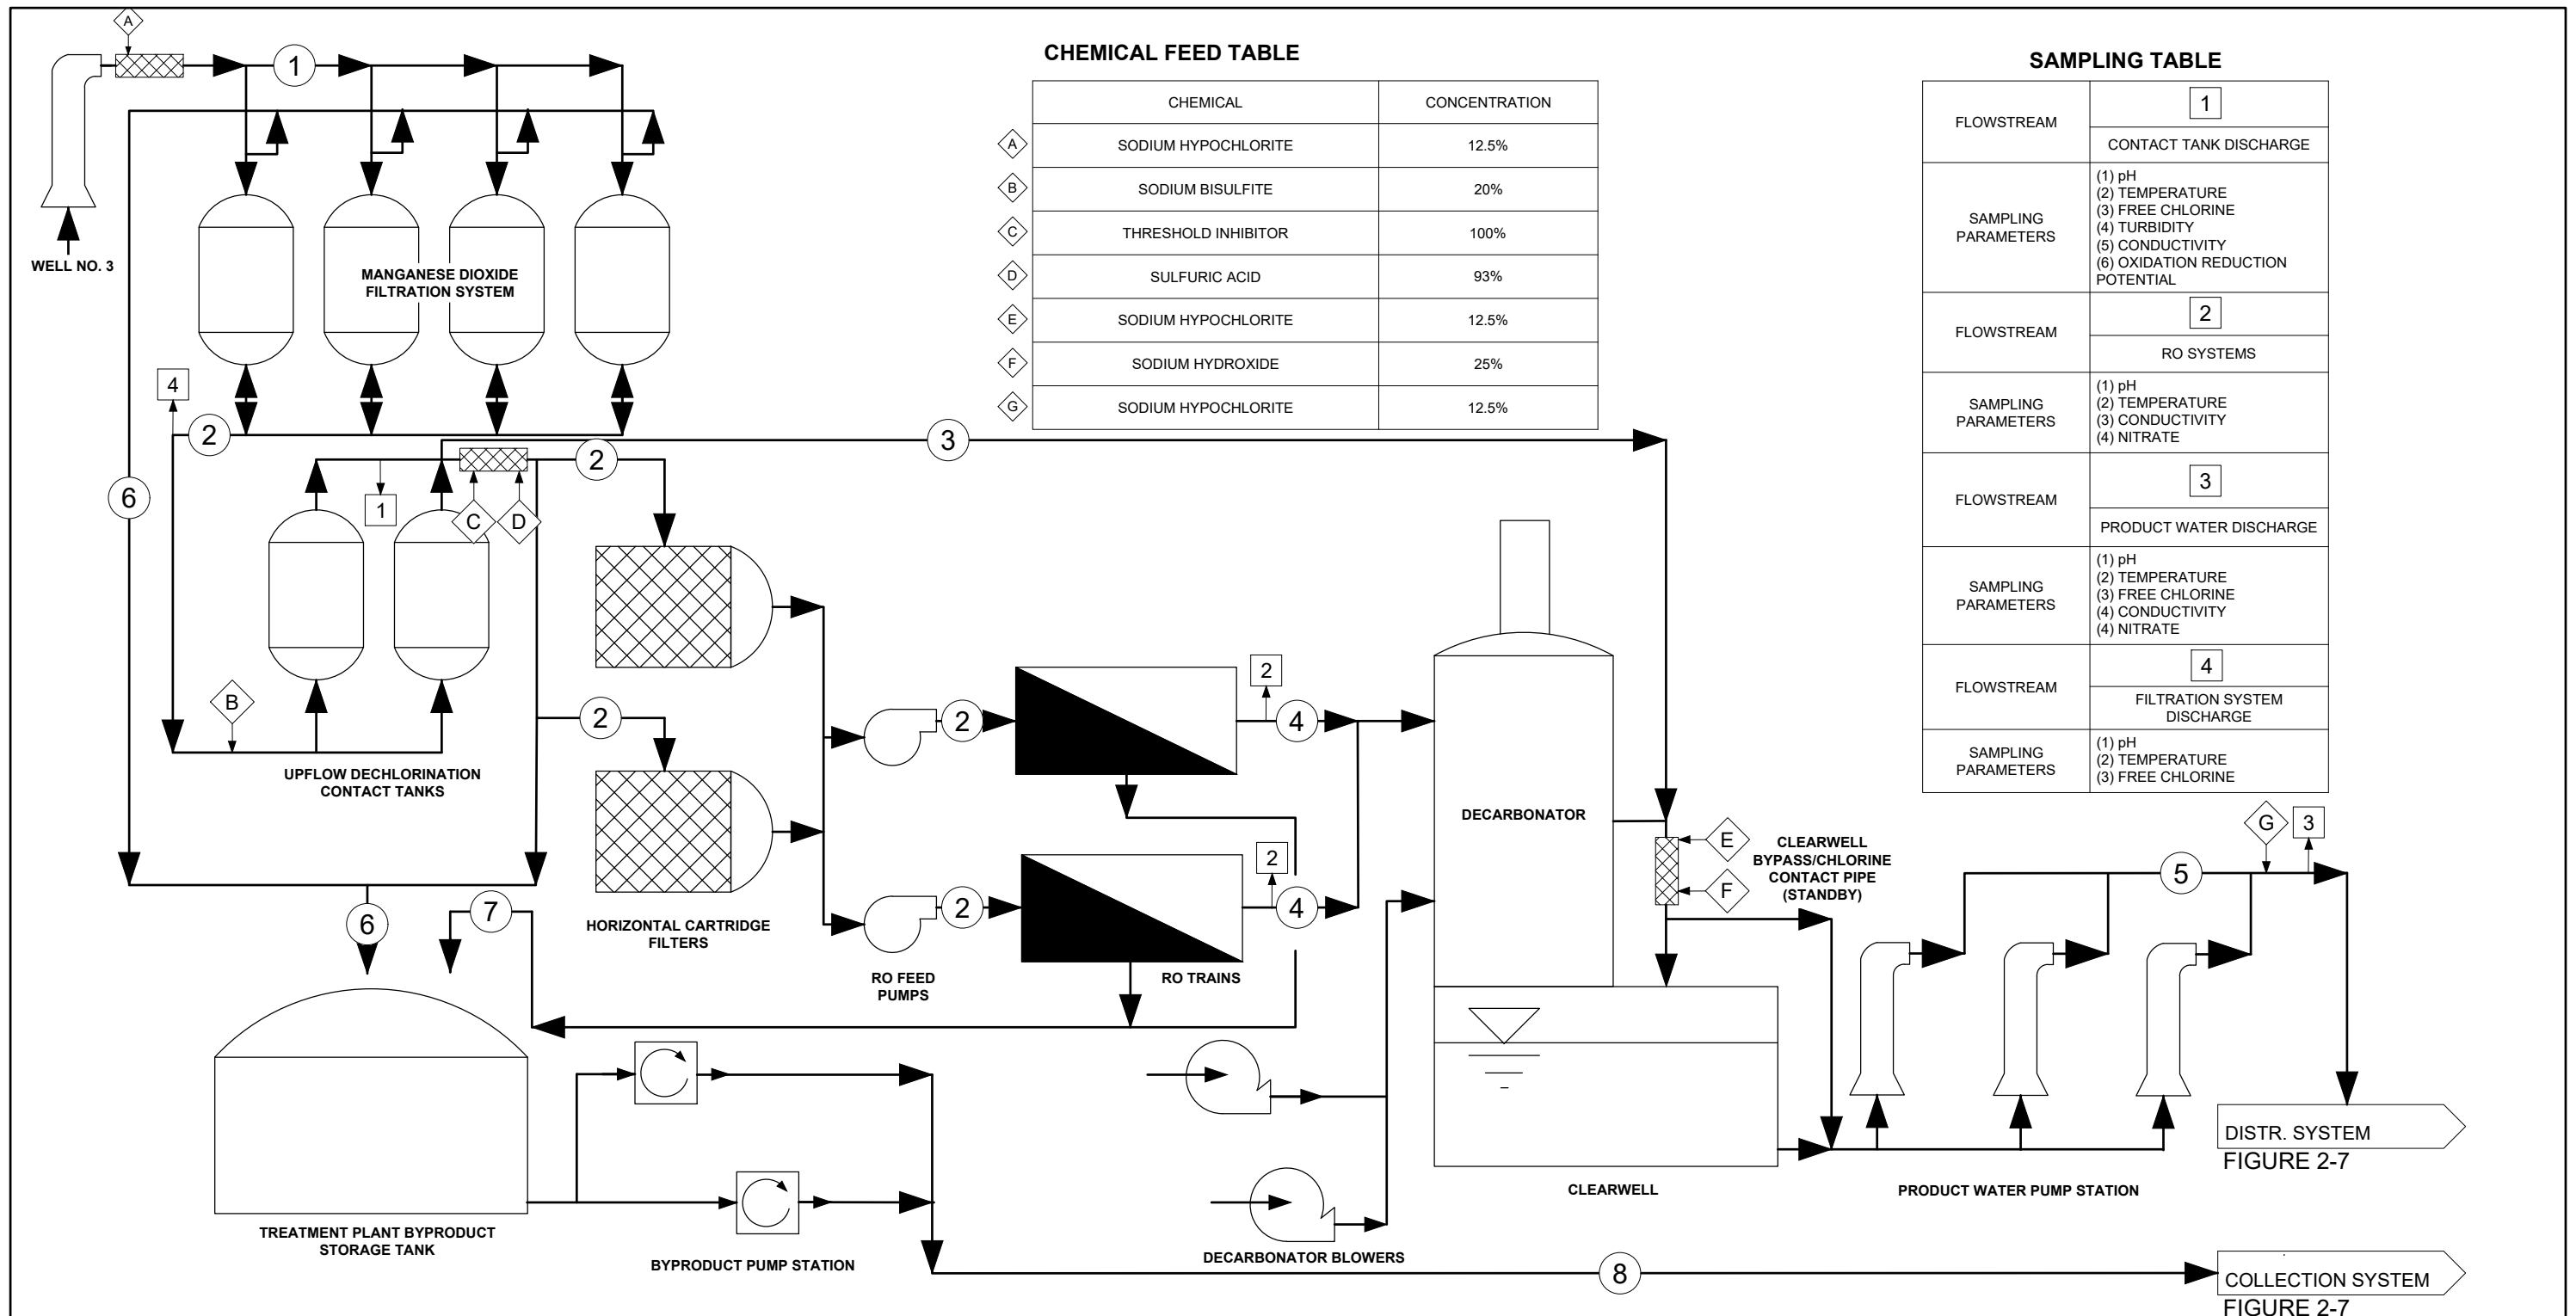 A
1
WELL NO. 3
MANGANESE DIOXIDE
FILTRATION SYSTEM
4
2
3
6
2
1
C
D
B
2
UPFLOW DECHLORINATION
CONTACT TANKS
HORIZONTAL CARTRIDGE
FILTERS
6
7
2
2
RO FEED
PUMPS
RO TRAINS
2
4
2
4
DECARBONATOR
E
F
CLEARWELL
BYPASS/CHLORINE
CONTACT PIPE
(STANDBY)
G
3
5
TREATMENT PLANT BYPRODUCT
STORAGE TANK
BYPRODUCT PUMP STATION
DECARBONATOR BLOWERS
CLEARWELL
PRODUCT WATER PUMP STATION
DISTR. SYSTEM
FIGURE 2-7
8
COLLECTION SYSTEM
FIGURE 2-7
CHEMICAL FEED TABLE
CHEMICAL CONCENTRATION
A SODIUM HYPOCHLORITE 12.5%
B SODIUM BISULFITE 20%
C THRESHOLD INHIBITOR 100%
D SULFURIC ACID 93%
E SODIUM HYPOCHLORITE 12.5%
F SODIUM HYDROXIDE 25%
G SODIUM HYPOCHLORITE 12.5%
SAMPLING TABLE
FLOWSTREAM
1
CONTACT TANK DISCHARGE
SAMPLING
PARAMETERS
(1) pH
(2) TEMPERATURE
(3) FREE CHLORINE
(4) TURBIDITY
(5) CONDUCTIVITY
(6) OXIDATION REDUCTION
POTENTIAL
FLOWSTREAM
2
RO SYSTEMS
SAMPLING
PARAMETERS
(1) pH
(2) TEMPERATURE
(3) CONDUCTIVITY
(4) NITRATE
FLOWSTREAM
3
PRODUCT WATER DISCHARGE
SAMPLING
PARAMETERS
(1) pH
(2) TEMPERATURE
(3) FREE CHLORINE
(4) CONDUCTIVITY
(4) NITRATE
FLOWSTREAM
4
FILTRATION SYSTEM
DISCHARGE
SAMPLING
PARAMETERS
(1) pH
(2) TEMPERATURE
(3) FREE CHLORINE